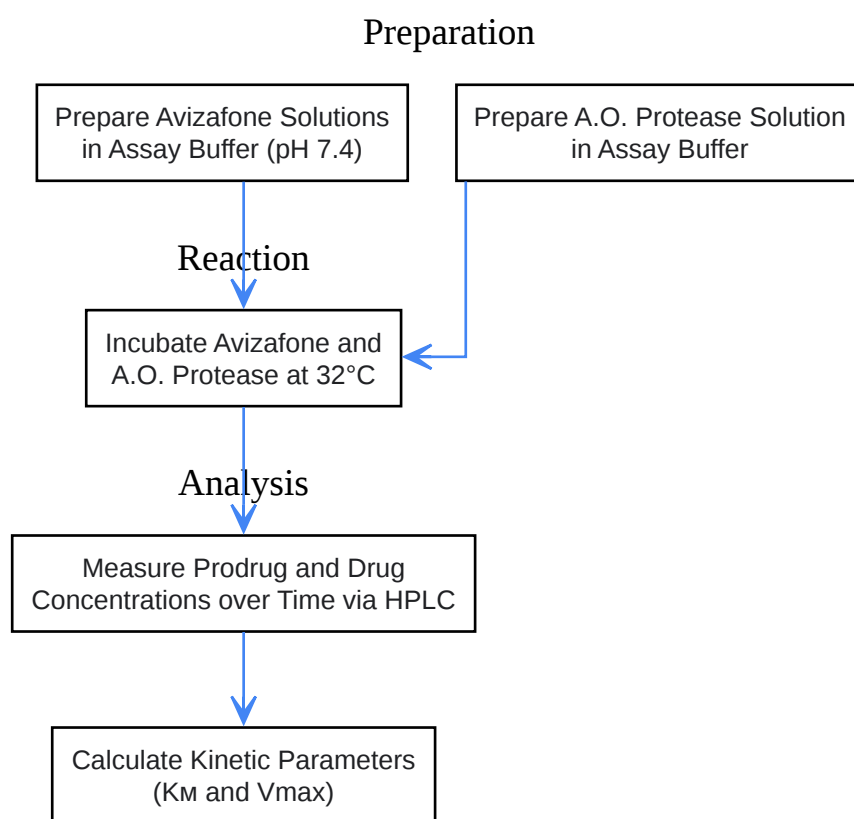 Preparation
Prepare Avizafone Solutions
in Assay Buffer (pH 7.4)
Prepare A.O. Protease Solution
in Assay Buffer
Reaction
Incubate Avizafone and
A.O. Protease at 32°C
Analysis
Measure Prodrug and Drug
Concentrations over Time via HPLC
Calculate Kinetic Parameters
(Kᴍ and Vmax)